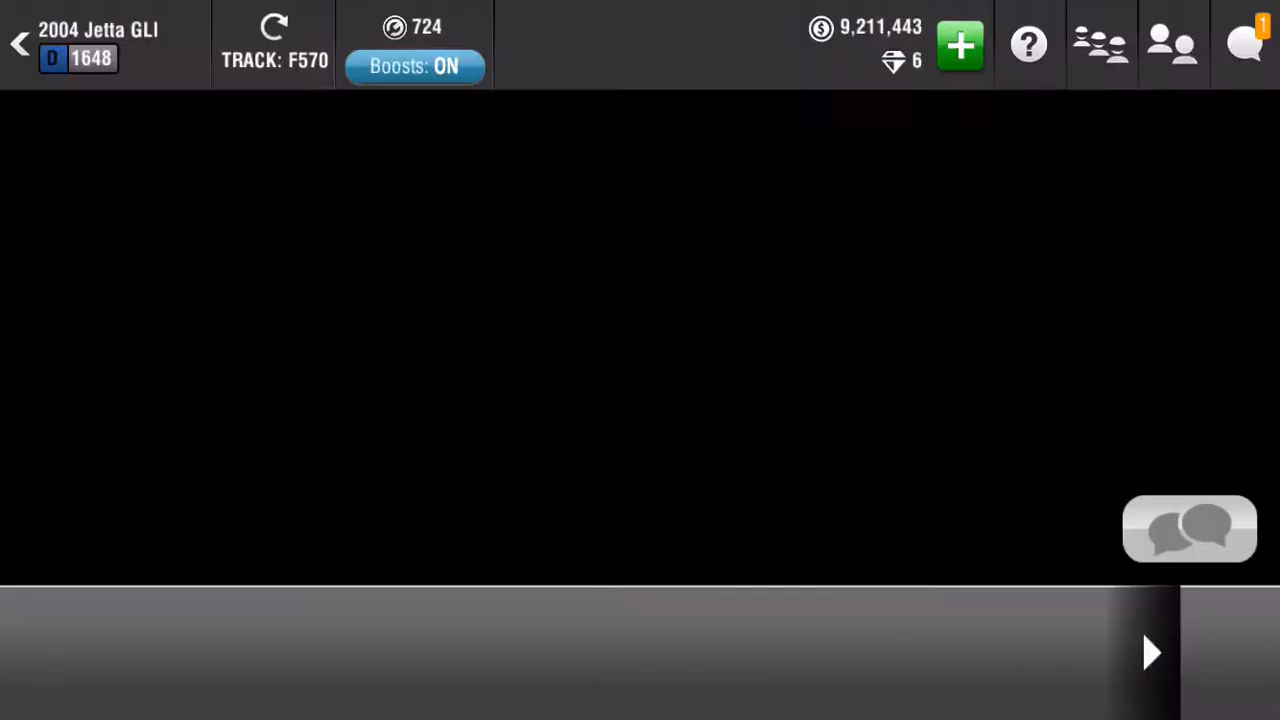 2004 Jetta GLI
D 1648
TRACK: F570
724
Boosts: ON
9,211,443
6
1